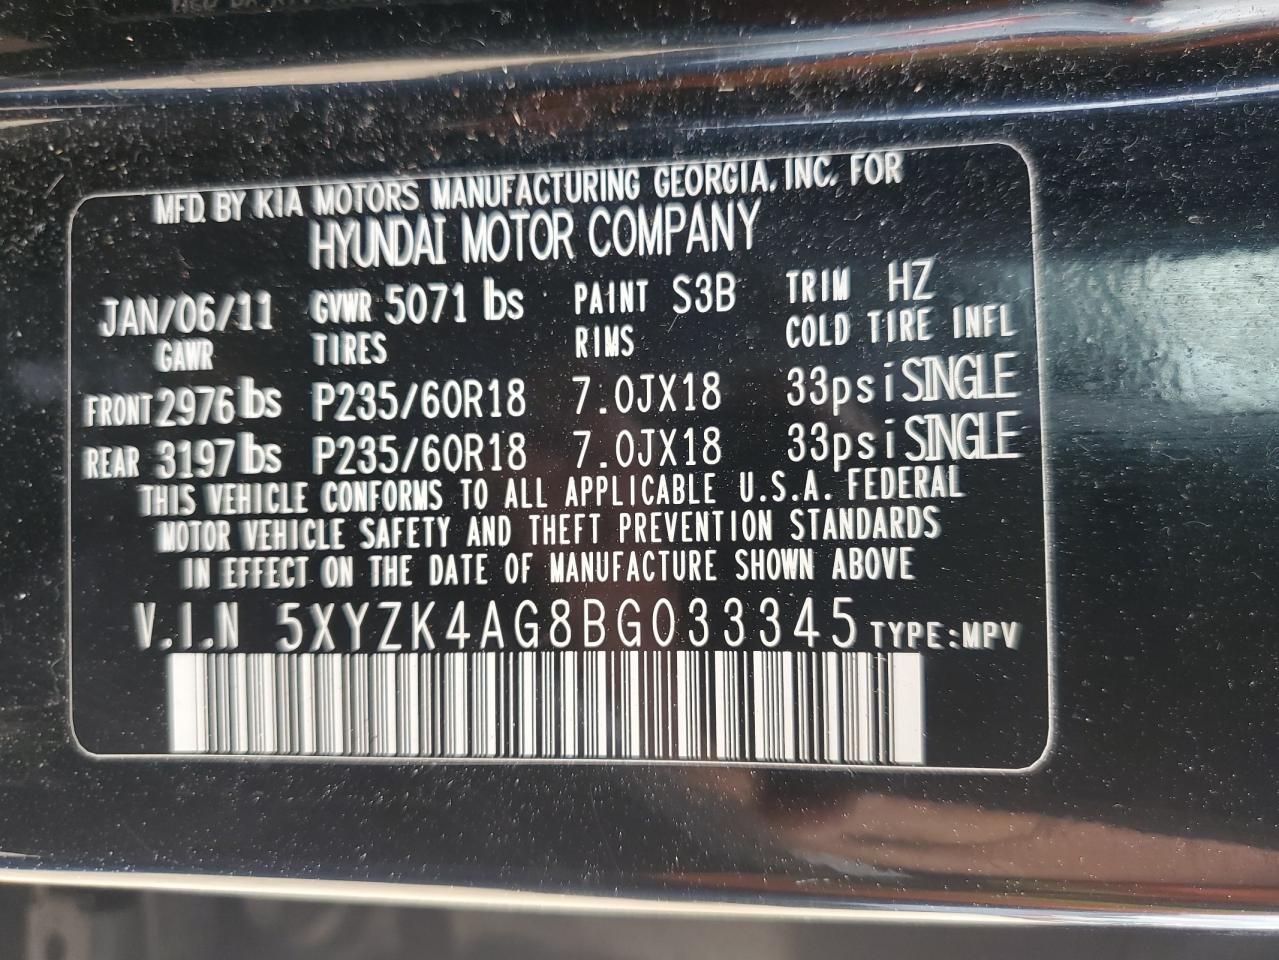 MFD. BY KIA MOTORS MANUFACTURING GEORGIA, INC. FOR
HYUNDAI MOTOR COMPANY
JAN/06/11 GVWR 5071 lbs PAINT S3B TRIM HZ
GAWR TIRES RIMS COLD TIRE INFL
FRONT 2976 lbs P235/60R18 7.0JX18 33psi SINGLE
REAR 3197 lbs P235/60R18 7.0JX18 33psi SINGLE
THIS VEHICLE CONFORMS TO ALL APPLICABLE U.S.A. FEDERAL
MOTOR VEHICLE SAFETY AND THEFT PREVENTION STANDARDS
IN EFFECT ON THE DATE OF MANUFACTURE SHOWN ABOVE
V.I.N 5XYZK4AG8BG033345 TYPE:MPV